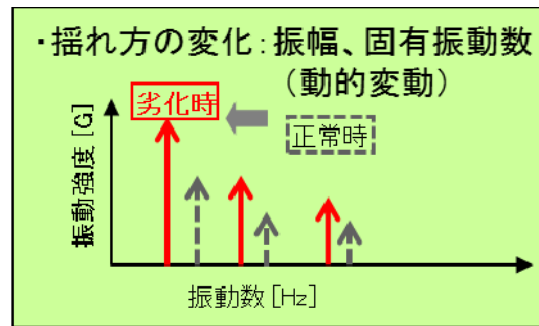 ・揺れ方の変化:振幅、固有振動数
(動的変動)
劣化時
正常時
振動強度[G]
振動数[Hz]